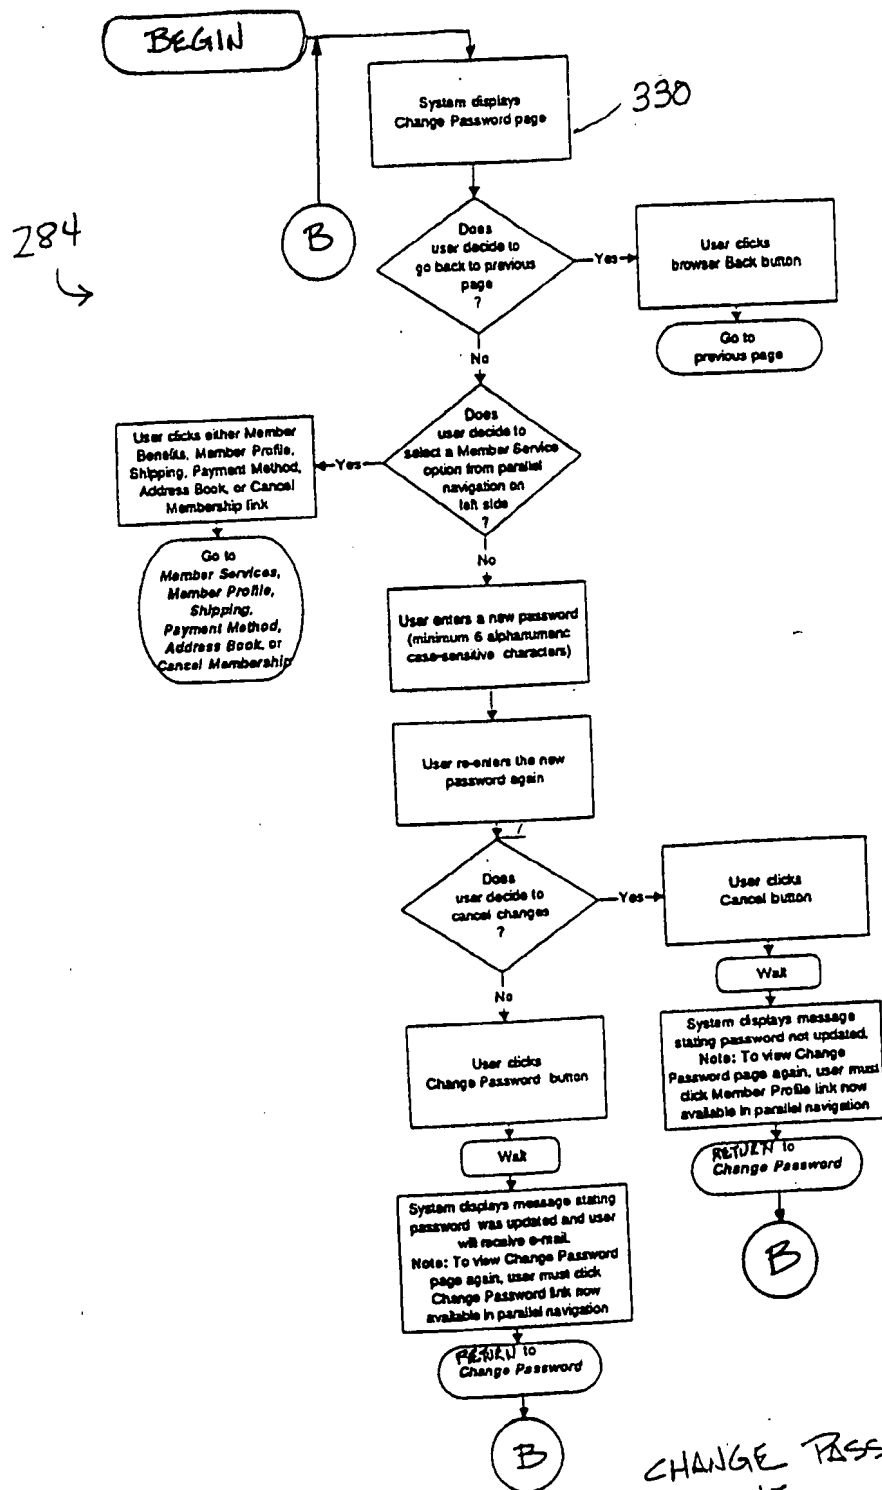 BEGIN
System displays
Change Password page
330
284
B
Does
user decide to
go back to previous
page
?
Yes
User clicks
browser Back button
Go to
previous page
No
Does
user decide to
select a Member Service
option from parallel
navigation on
left side
?
Yes
User clicks either Member
Benefits, Member Profile,
Shipping, Payment Method,
Address Book, or Cancel
Membership link
Go to
Member Services,
Member Profile,
Shipping,
Payment Method,
Address Book, or
Cancel Membership
No
User enters a new password
(minimum 6 alphanumeric
case-sensitive characters)
User re-enters the new
password again
Does
user decide to
cancel changes
?
Yes
User clicks
Cancel button
Wait
System displays message
stating password not updated.
Note: To view Change
Password page again, user must
click Member Profile link now
available in parallel navigation
RETURN to
Change Password
B
No
User clicks
Change Password button
Wait
System displays message stating
password was updated and user
will receive e-mail.
Note: To view Change Password
page again, user must click
Change Password link now
available in parallel navigation
RETURN to
Change Password
B
CHANGE PASS